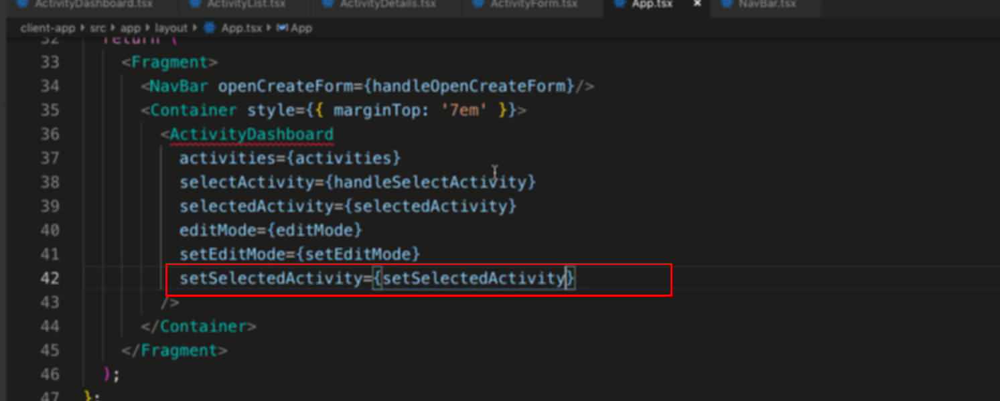 ActivityDashboard.tsx ActivityList.tsx ActivityDetails.tsx ActivityForm.tsx App.tsx × NavBar.tsx
client-app › src › app › layout › App.tsx › App
32 return (
33 <Fragment>
34 <NavBar openCreateForm={handleOpenCreateForm}/>
35 <Container style={{ marginTop: '7em' }}>
36 <ActivityDashboard
37 activities={activities}
38 selectActivity={handleSelectActivity}
39 selectedActivity={selectedActivity}
40 editMode={editMode}
41 setEditMode={setEditMode}
42 setSelectedActivity={setSelectedActivity}
43 />
44 </Container>
45 </Fragment>
46 );
47 };